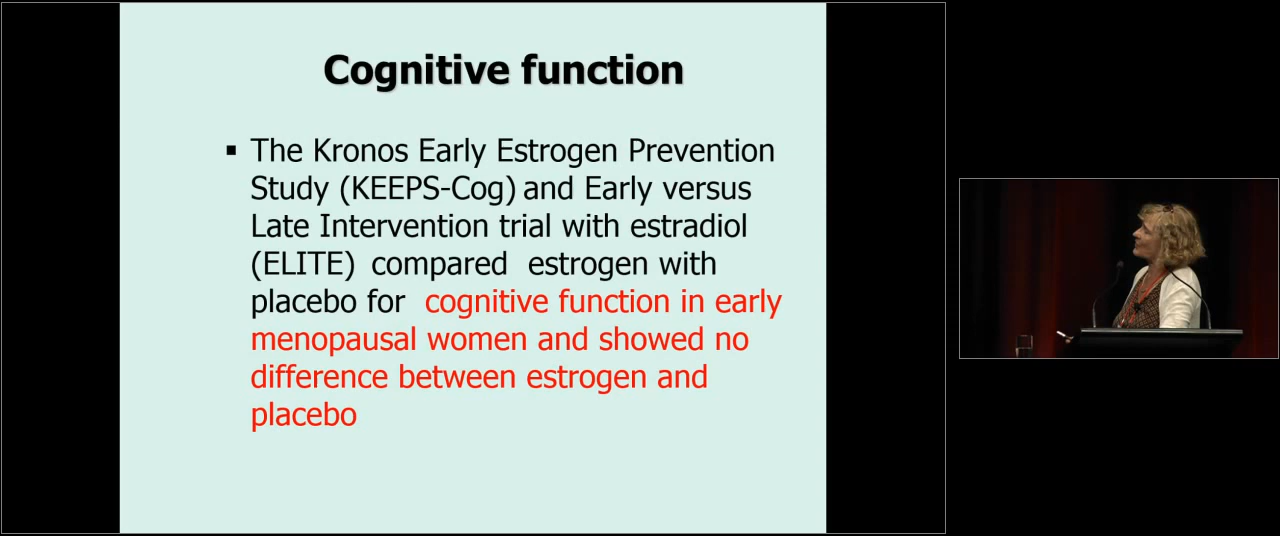 Cognitive function
▪ The Kronos Early Estrogen Prevention
Study (KEEPS-Cog) and Early versus
Late Intervention trial with estradiol
(ELITE) compared estrogen with
placebo for cognitive function in early
menopausal women and showed no
difference between estrogen and
placebo